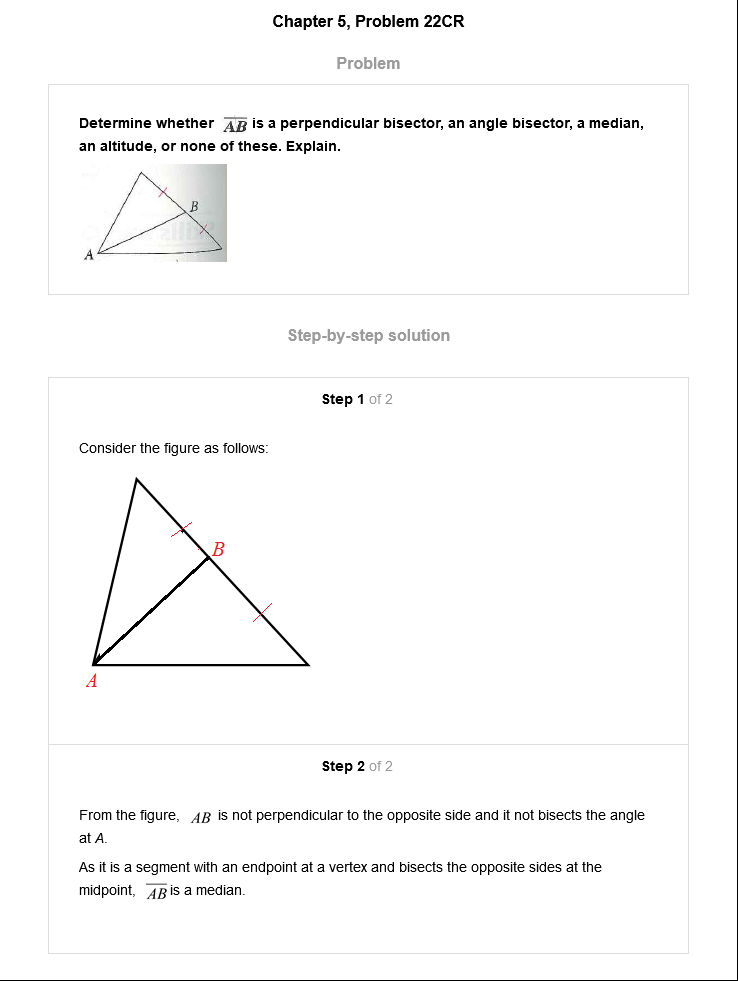 Chapter 5, Problem 22CR
Problem
Determine whether AB is a perpendicular bisector, an angle bisector, a median,
an altitude, or none of these. Explain.
B
A
Step-by-step solution
Step 1 of 2
Consider the figure as follows:
B
A
Step 2 of 2
From the figure, AB is not perpendicular to the opposite side and it not bisects the angle
at A.
As it is a segment with an endpoint at a vertex and bisects the opposite sides at the
midpoint, AB is a median.